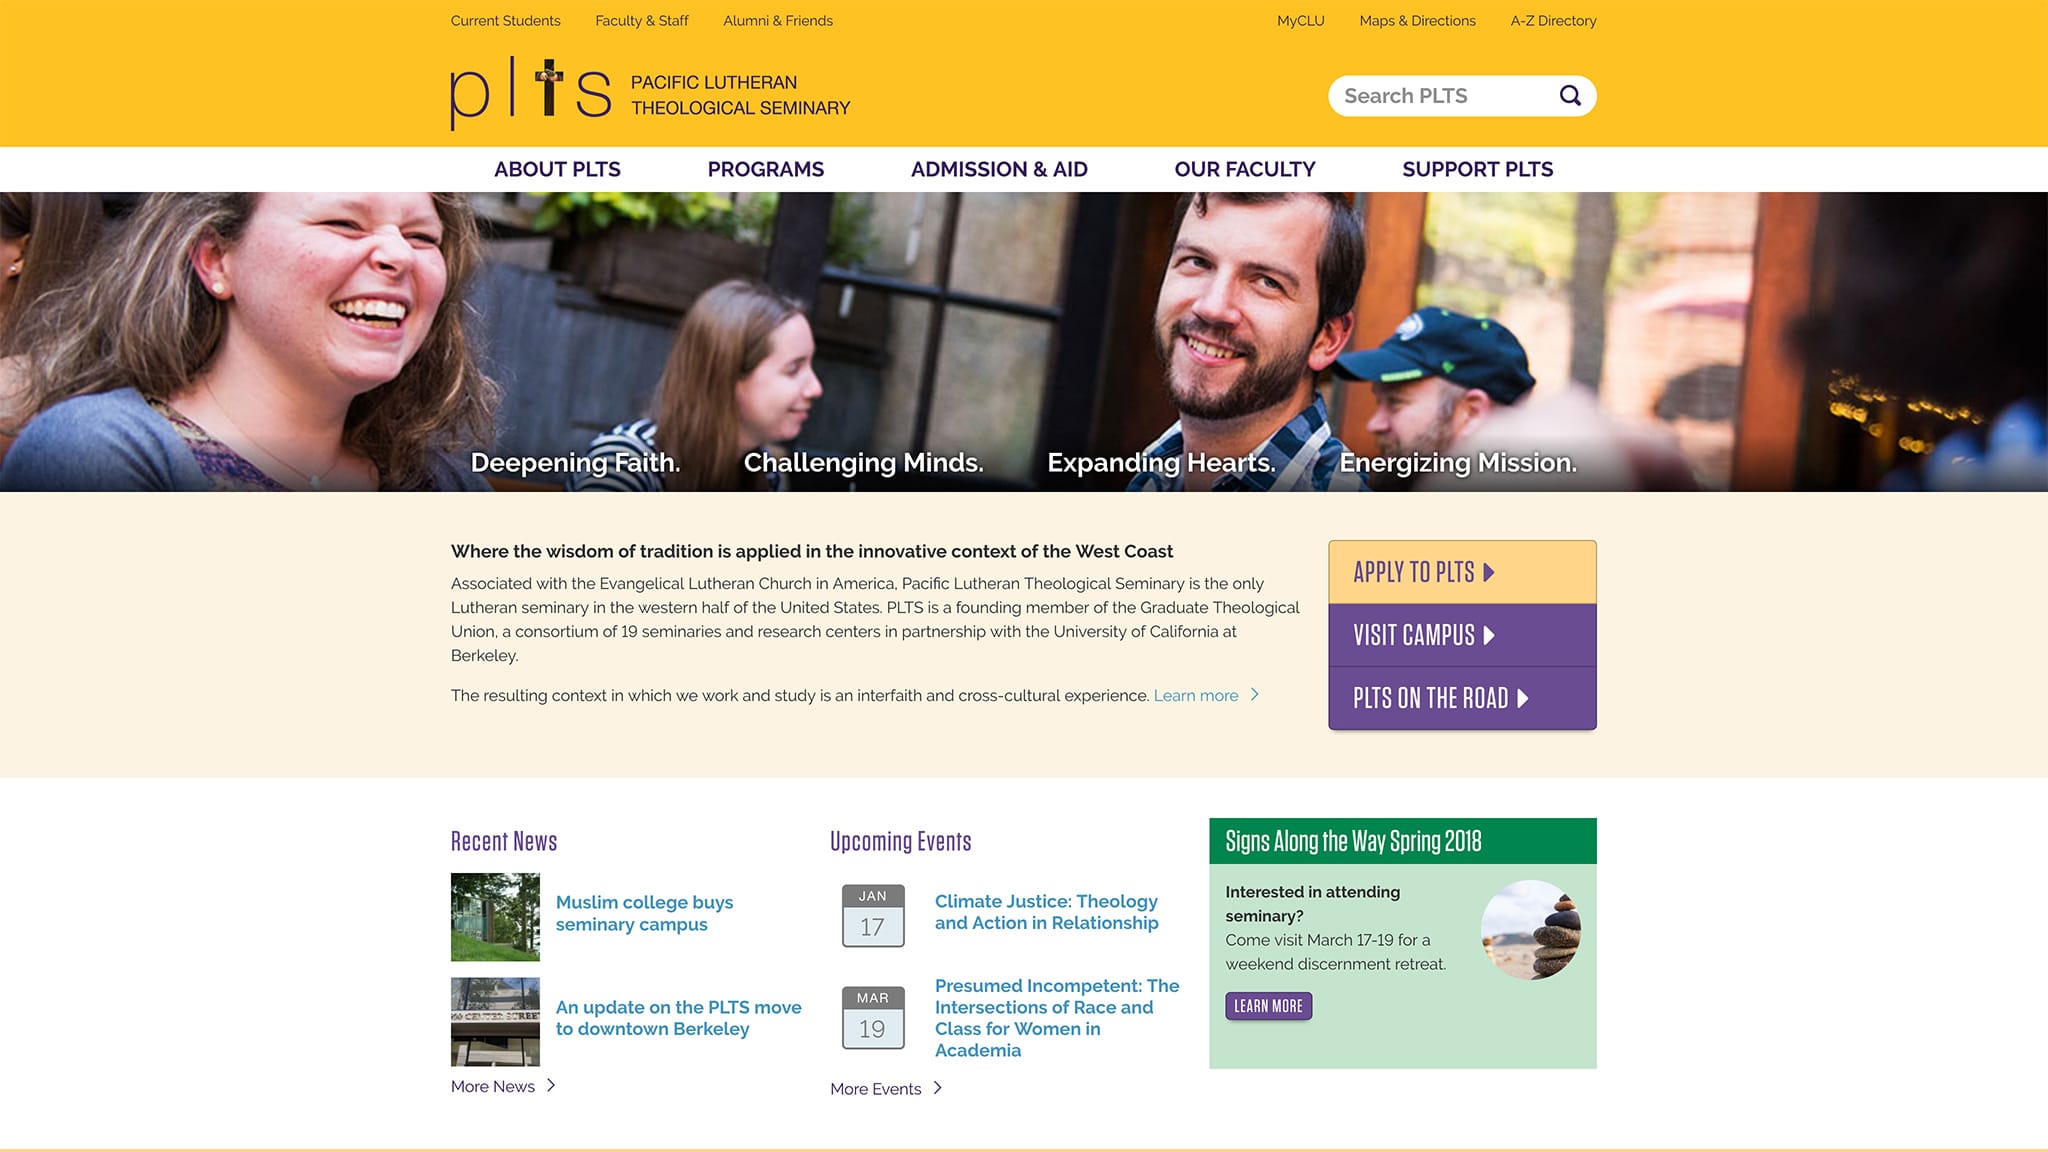 Current Students Faculty & Staff Alumni & Friends MyCLU Maps & Directions A-Z Directory
plts
PACIFIC LUTHERAN
THEOLOGICAL SEMINARY
Search PLTS
ABOUT PLTS PROGRAMS ADMISSION & AID OUR FACULTY SUPPORT PLTS
Deepening Faith. Challenging Minds. Expanding Hearts. Energizing Mission.
Where the wisdom of tradition is applied in the innovative context of the West Coast
Associated with the Evangelical Lutheran Church in America, Pacific Lutheran Theological Seminary is the only
Lutheran seminary in the western half of the United States. PLTS is a founding member of the Graduate Theological
Union, a consortium of 19 seminaries and research centers in partnership with the University of California at
Berkeley.
The resulting context in which we work and study is an interfaith and cross-cultural experience. Learn more
APPLY TO PLTS
VISIT CAMPUS
PLTS ON THE ROAD
Recent News
Muslim college buys
seminary campus
CENTER STREET
An update on the PLTS move
to downtown Berkeley
More News
Upcoming Events
JAN
17
Climate Justice: Theology
and Action in Relationship
MAR
19
Presumed Incompetent: The
Intersections of Race and
Class for Women in
Academia
More Events
Signs Along the Way Spring 2018
Interested in attending
seminary?
Come visit March 17-19 for a
weekend discernment retreat.
LEARN MORE